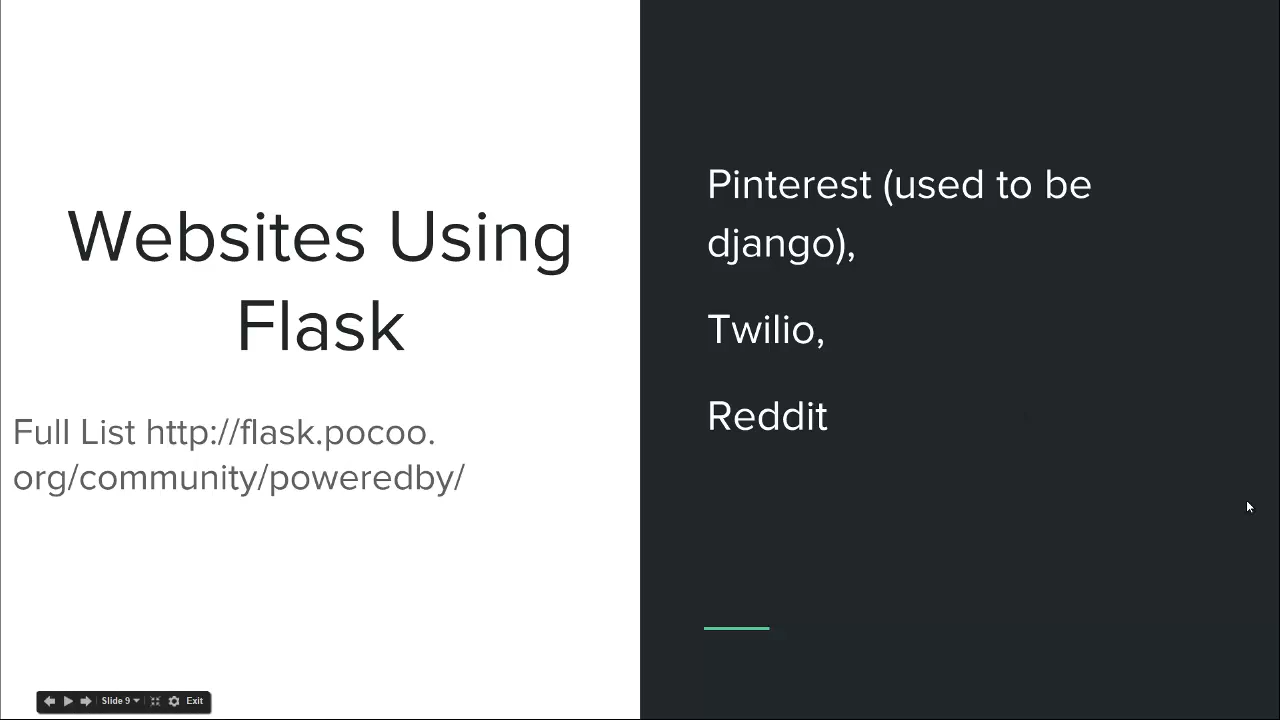 Websites Using
Flask
Full List http://flask.pocoo.
org/community/poweredby/
Pinterest (used to be
django),
Twilio,
Reddit
Slide 9
Exit